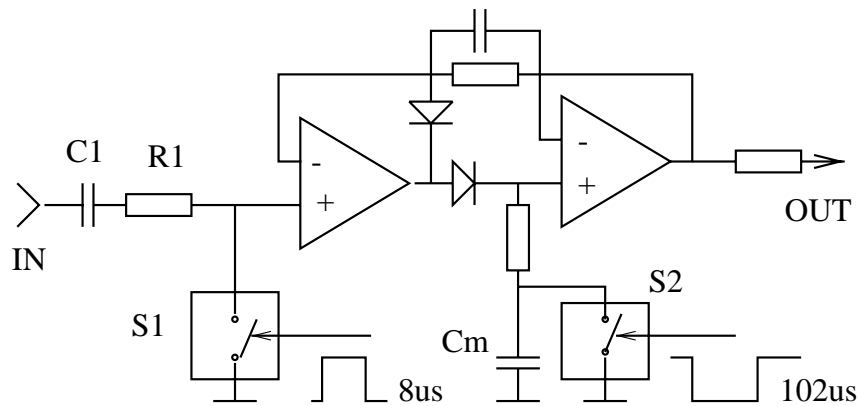 C1
R1
-
+
-
+
IN
OUT
S1
S2
Cm
8us
102us